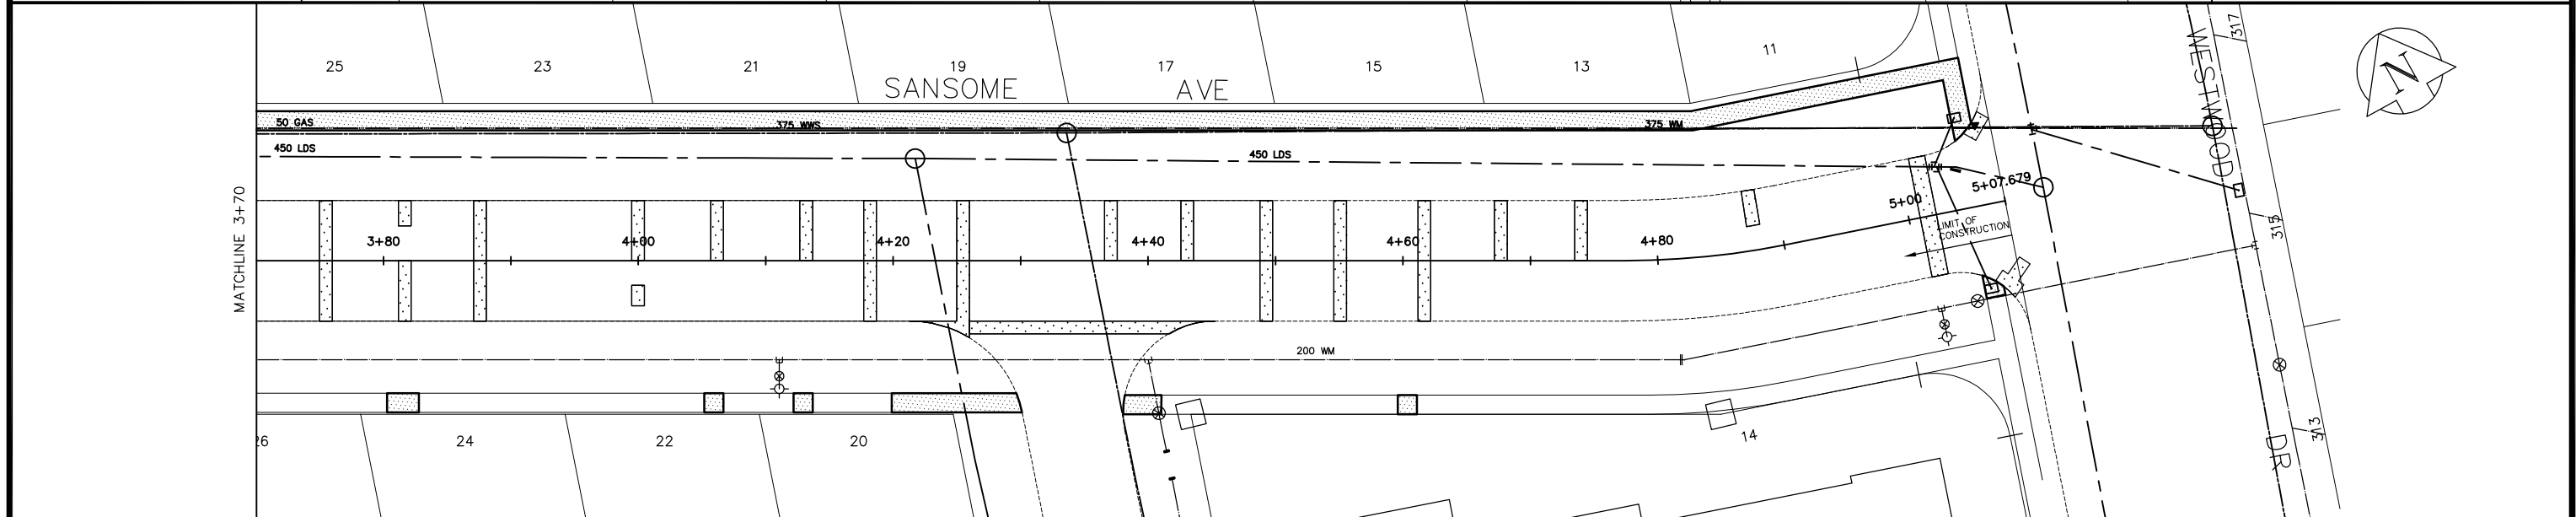 11
317
25 23 21 19 17 15 13
SANSOME AVE
WESTWOOD DR
N
50 GAS
375 WWS
375 WM
450 LDS
450 LDS
MATCHLINE 3+70
5+07.679
5+00
LIMIT OF
CONSTRUCTION
315
3+80 4+00 4+20 4+40 4+60 4+80
200 WM
313
26 24 22 20
14